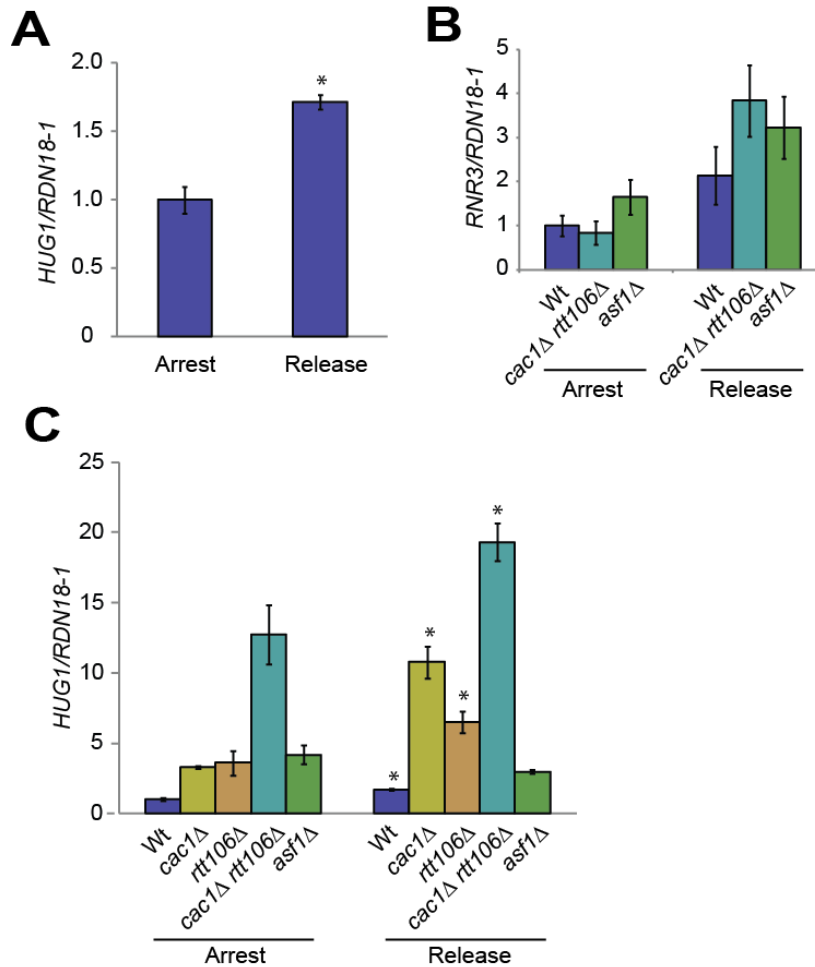 A
HUG1/RDN18-1
2.0
1.5
1.0
0.5
0
*
Arrest
Release
B
RNR3/RDN18-1
5
4
3
2
1
0
Wt
cac1Δ rtt106Δ
asf1Δ
Wt
cac1Δ rtt106Δ
asf1Δ
Arrest
Release
C
HUG1/RDN18-1
25
20
15
10
5
0
*
*
*
*
Wt
cac1Δ
rtt106Δ
cac1Δ rtt106Δ
asf1Δ
Wt
cac1Δ
rtt106Δ
cac1Δ rtt106Δ
asf1Δ
Arrest
Release